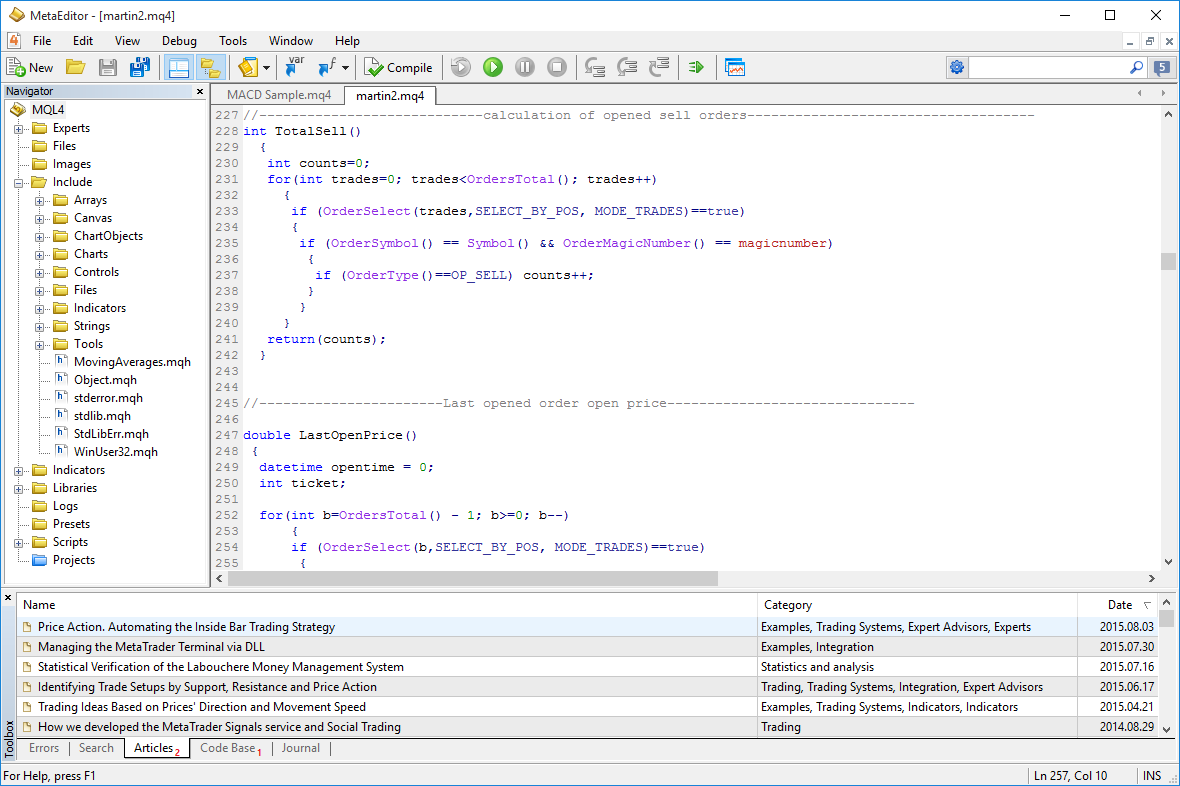 MetaEditor - [martin2.mq4]
File Edit View Debug Tools Window Help
New var f Compile 5
Navigator
MQL4
Experts
Files
Images
Include
Arrays
Canvas
ChartObjects
Charts
Controls
Files
Indicators
Strings
Tools
MovingAverages.mqh
Object.mqh
stderror.mqh
stdlib.mqh
StdLibErr.mqh
WinUser32.mqh
Indicators
Libraries
Logs
Presets
Scripts
Projects
MACD Sample.mq4 martin2.mq4
227 //----------------------------calculation of opened sell orders------------------------------------
228 int TotalSell()
229 {
230 int counts=0;
231 for(int trades=0; trades<OrdersTotal(); trades++)
232 {
233 if (OrderSelect(trades,SELECT_BY_POS, MODE_TRADES)==true)
234 {
235 if (OrderSymbol() == Symbol() && OrderMagicNumber() == magicnumber)
236 {
237 if (OrderType()==OP_SELL) counts++;
238 }
239 }
240 }
241 return(counts);
242 }
243
244
245 //-----------------------Last opened order open price-------------------------------
246
247 double LastOpenPrice()
248 {
249 datetime opentime = 0;
250 int ticket;
251
252 for(int b=OrdersTotal() - 1; b>=0; b--)
253 {
254 if (OrderSelect(b,SELECT_BY_POS, MODE_TRADES)==true)
255 {
Toolbox
Name Category Date
Price Action. Automating the Inside Bar Trading Strategy Examples, Trading Systems, Expert Advisors, Experts 2015.08.03
Managing the MetaTrader Terminal via DLL Examples, Integration 2015.07.30
Statistical Verification of the Labouchere Money Management System Statistics and analysis 2015.07.16
Identifying Trade Setups by Support, Resistance and Price Action Trading, Trading Systems, Integration, Expert Advisors 2015.06.17
Trading Ideas Based on Prices' Direction and Movement Speed Examples, Trading Systems, Indicators, Indicators 2015.04.21
How we developed the MetaTrader Signals service and Social Trading Trading 2014.08.29
Errors Search Articles 2 Code Base 1 Journal
For Help, press F1 Ln 257, Col 10 INS